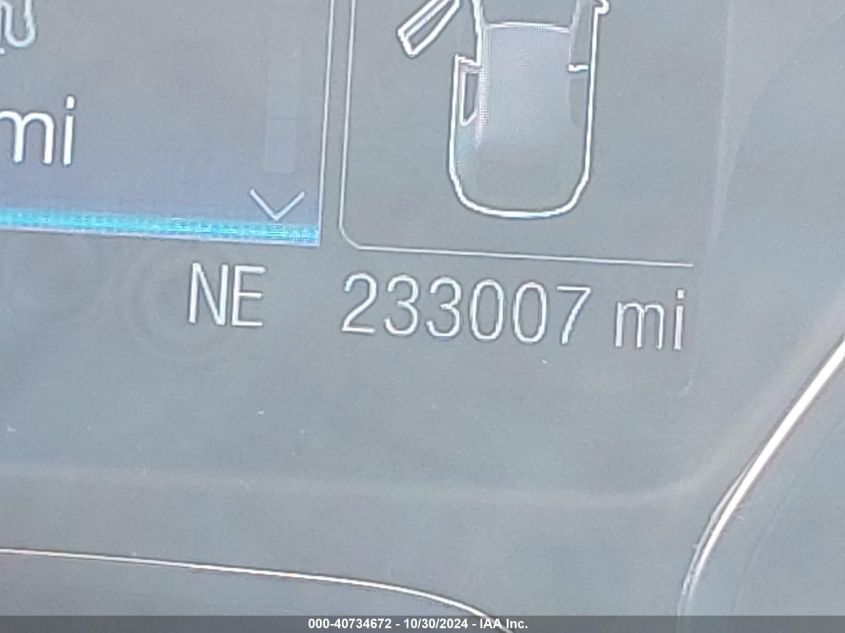 mi
NE 233007 mi
000-40734672 - 10/30/2024 - IAA Inc.